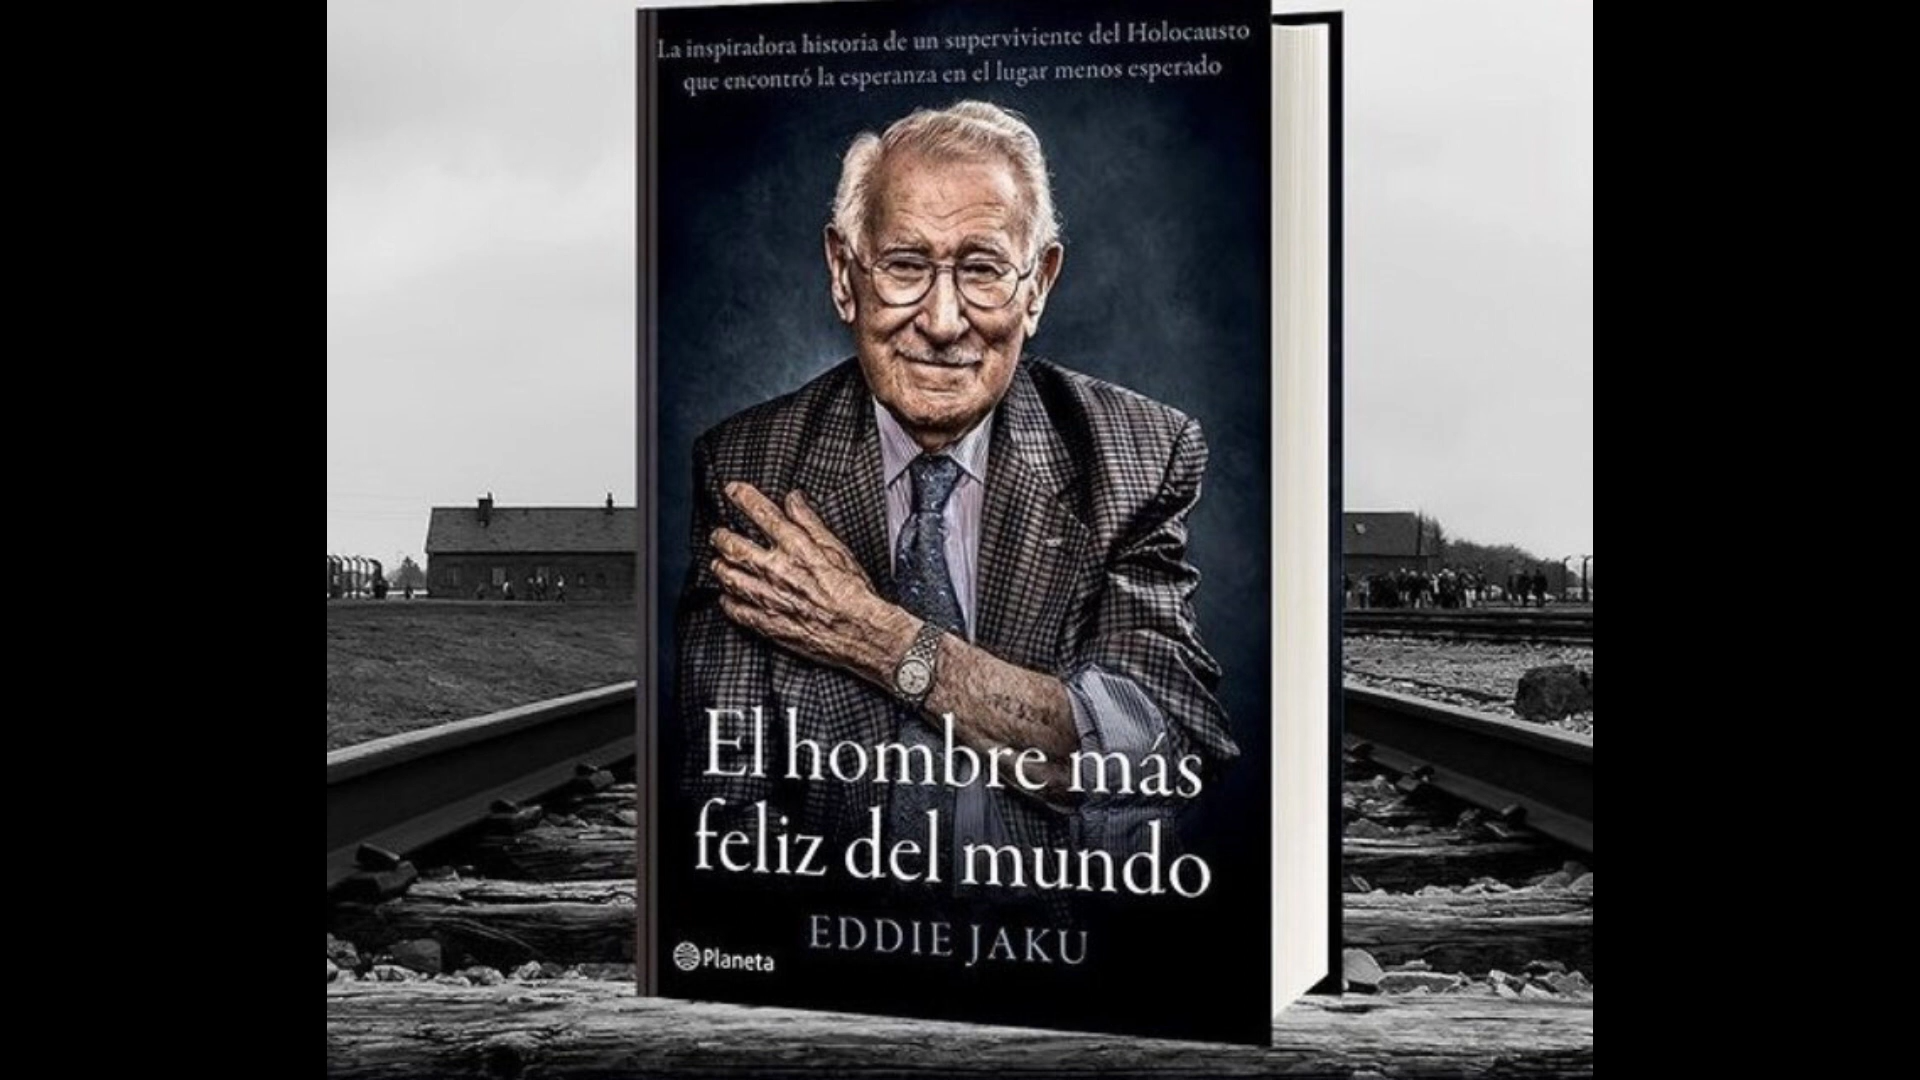 La inspiradora historia de un superviviente del Holocausto
que encontró la esperanza en el lugar menos esperado
El hombre más
feliz del mundo
EDDIE JAKU
Planeta